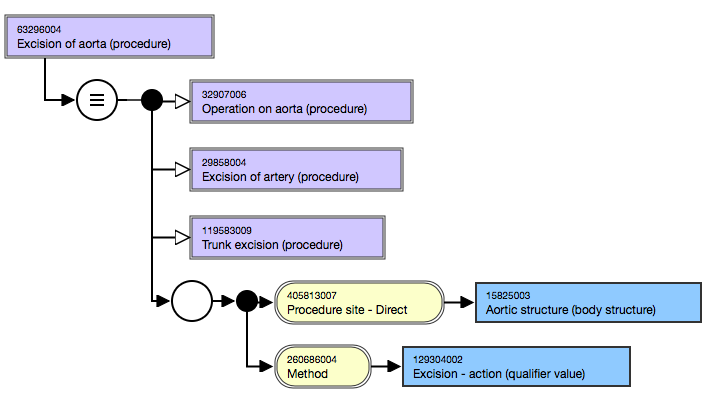 63296004
Excision of aorta (procedure)
32907006
Operation on aorta (procedure)
29858004
Excision of artery (procedure)
119583009
Trunk excision (procedure)
405813007
Procedure site - Direct
15825003
Aortic structure (body structure)
260686004
Method
129304002
Excision - action (qualifier value)